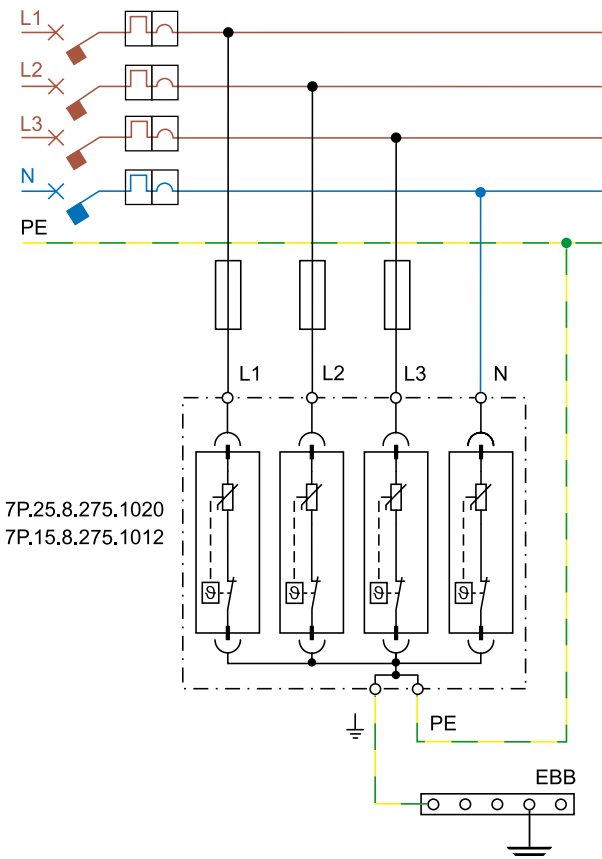 L1
L2
L3
N
PE
L1 L2 L3 N
7P.25.8.275.1020
7P.15.8.275.1012
ϑ ϑ ϑ ϑ
PE
EBB